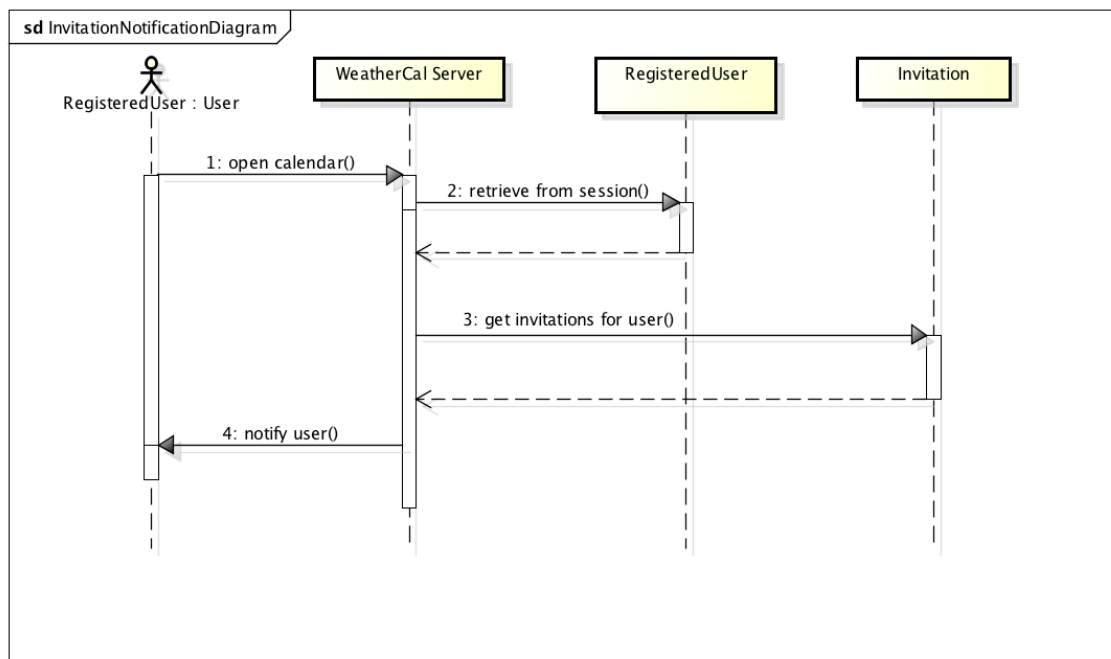 sd InvitationNotificationDiagram
RegisteredUser : User
WeatherCal Server
RegisteredUser
Invitation
1: open calendar()
2: retrieve from session()
3: get invitations for user()
4: notify user()